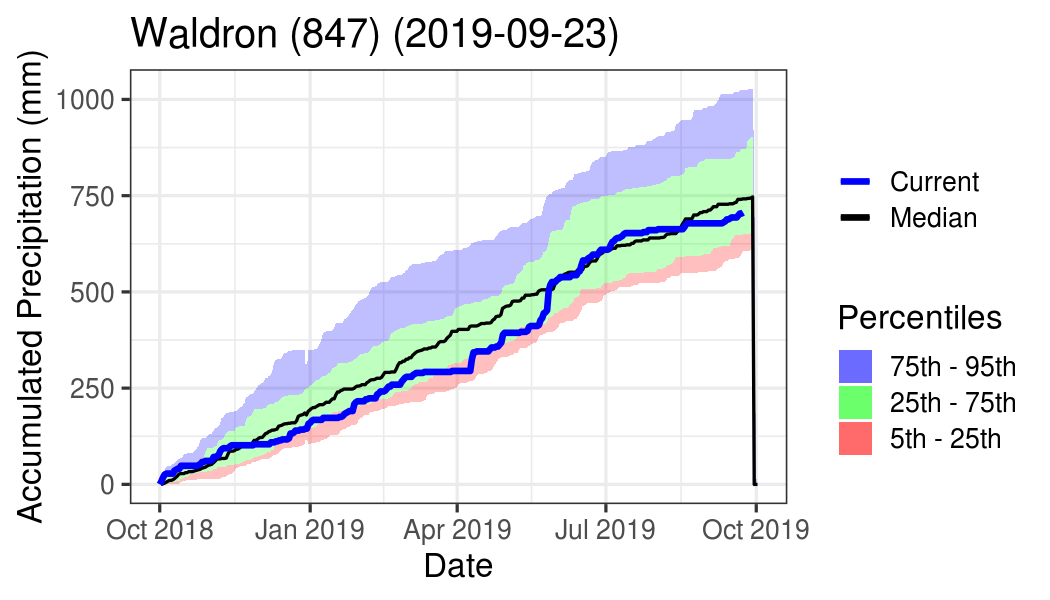 Waldron (847) (2019-09-23)
Accumulated Precipitation (mm)
1000
750
500
250
0
Oct 2018 Jan 2019 Apr 2019 Jul 2019 Oct 2019
Date
Current
Median
Percentiles
75th - 95th
25th - 75th
5th - 25th